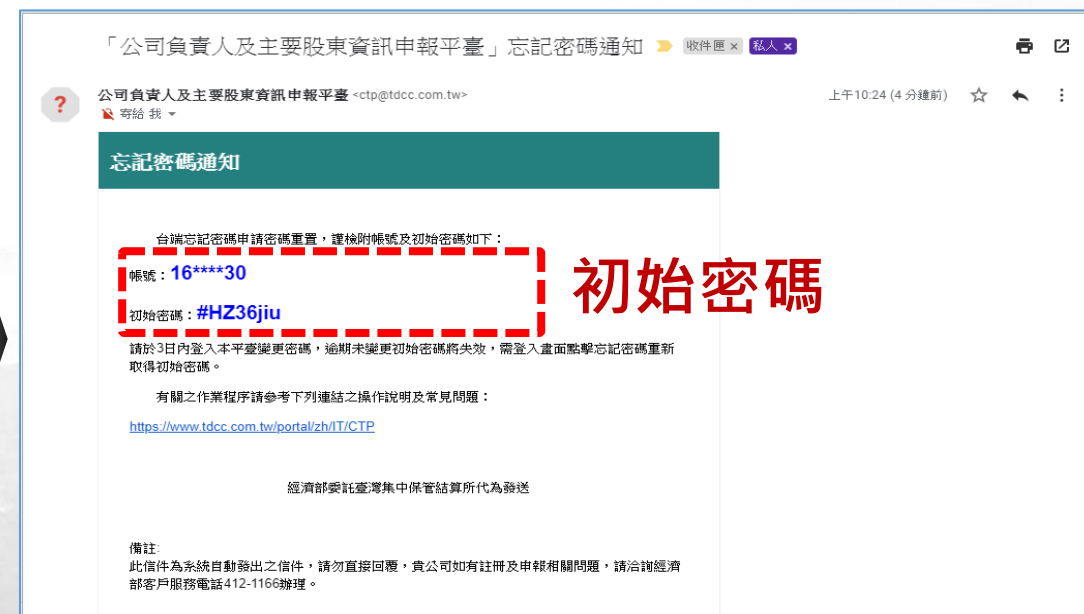 「公司負責人及主要股東資訊申報平臺」忘記密碼通知 收件匣 × 私人 ×
公司負責人及主要股東資訊申報平臺 <ctp@tdcc.com.tw> 上午10:24 (4 分鐘前)
寄給 我
忘記密碼通知
台端忘記密碼申請密碼重置，謹檢附帳號及初始密碼如下：
帳號：16****30
初始密碼
初始密碼：#HZ36jiu
請於3日內登入本平臺變更密碼，逾期未變更初始密碼將失效，需登入畫面點擊忘記密碼重新
取得初始密碼。
有關之作業程序請參考下列連結之操作說明及常見問題：
https://www.tdcc.com.tw/portal/zh/IT/CTP
經濟部委託臺灣集中保管結算所代為發送
備註:
此信件為系統自動發出之信件，請勿直接回覆，貴公司如有註冊及申報相關問題，請洽詢經濟
部客戶服務電話412-1166辦理。